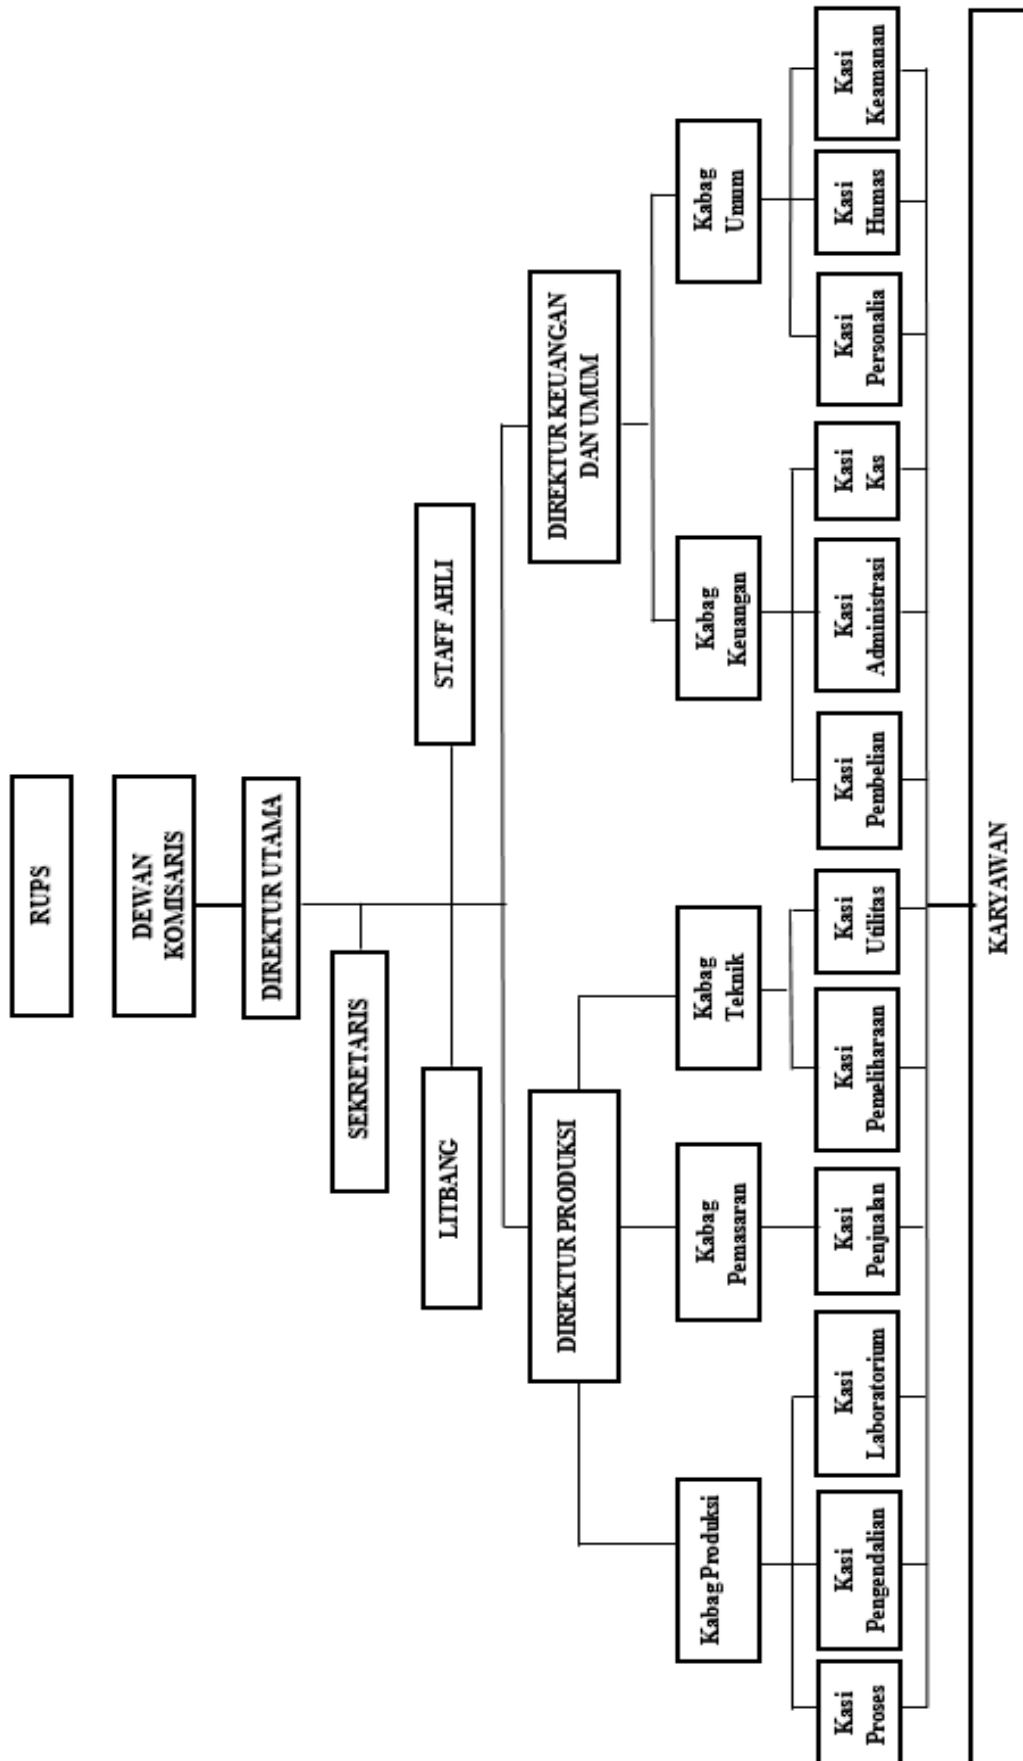 RUPS
DEWAN
KOMISARIS
DIREKTUR UTAMA
SEKRETARIS
LITBANG
STAFF AHLI
DIREKTUR PRODUKSI
DIREKTUR KEUANGAN
DAN UMUM
Kabag Produksi
Kabag
Pemasaran
Kabag
Teknik
Kabag
Keuangan
Kabag
Umum
Kasi
Proses
Kasi
Pengendalian
Kasi
Laboratorium
Kasi
Penjualan
Kasi
Pemeliharaan
Kasi
Utilitas
Kasi
Pembelian
Kasi
Administrasi
Kasi
Kas
Kasi
Personalia
Kasi
Humas
Kasi
Keamanan
KARYAWAN